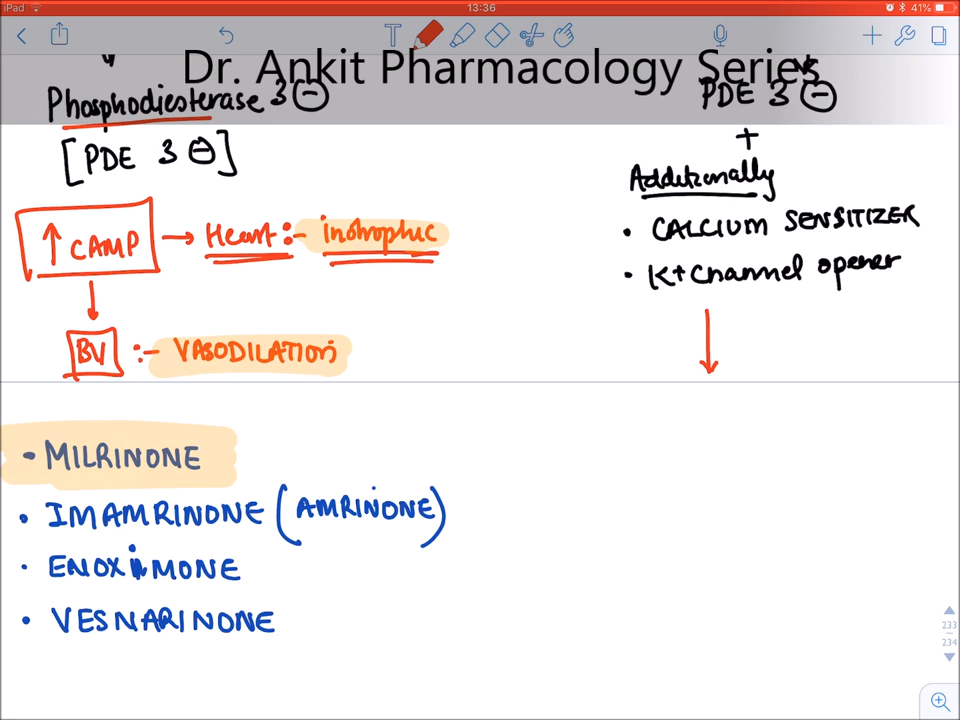 iPad 13:36 41%
T
Dr. Ankit Pharmacology Series
Phosphodiesterase 3 ⊖
[PDE 3 ⊖]
↑ CAMP → Heart :- inotrophic
↓
BV :- VASODILATION
PDE 3 ⊖
+
Additionally
• CALCIUM SENSITIZER
• K+ Channel opener
↓
- MILRINONE
• IMAMRINONE (AMRINONE)
• ENOXIMONE
• VESNARINONE
233
234